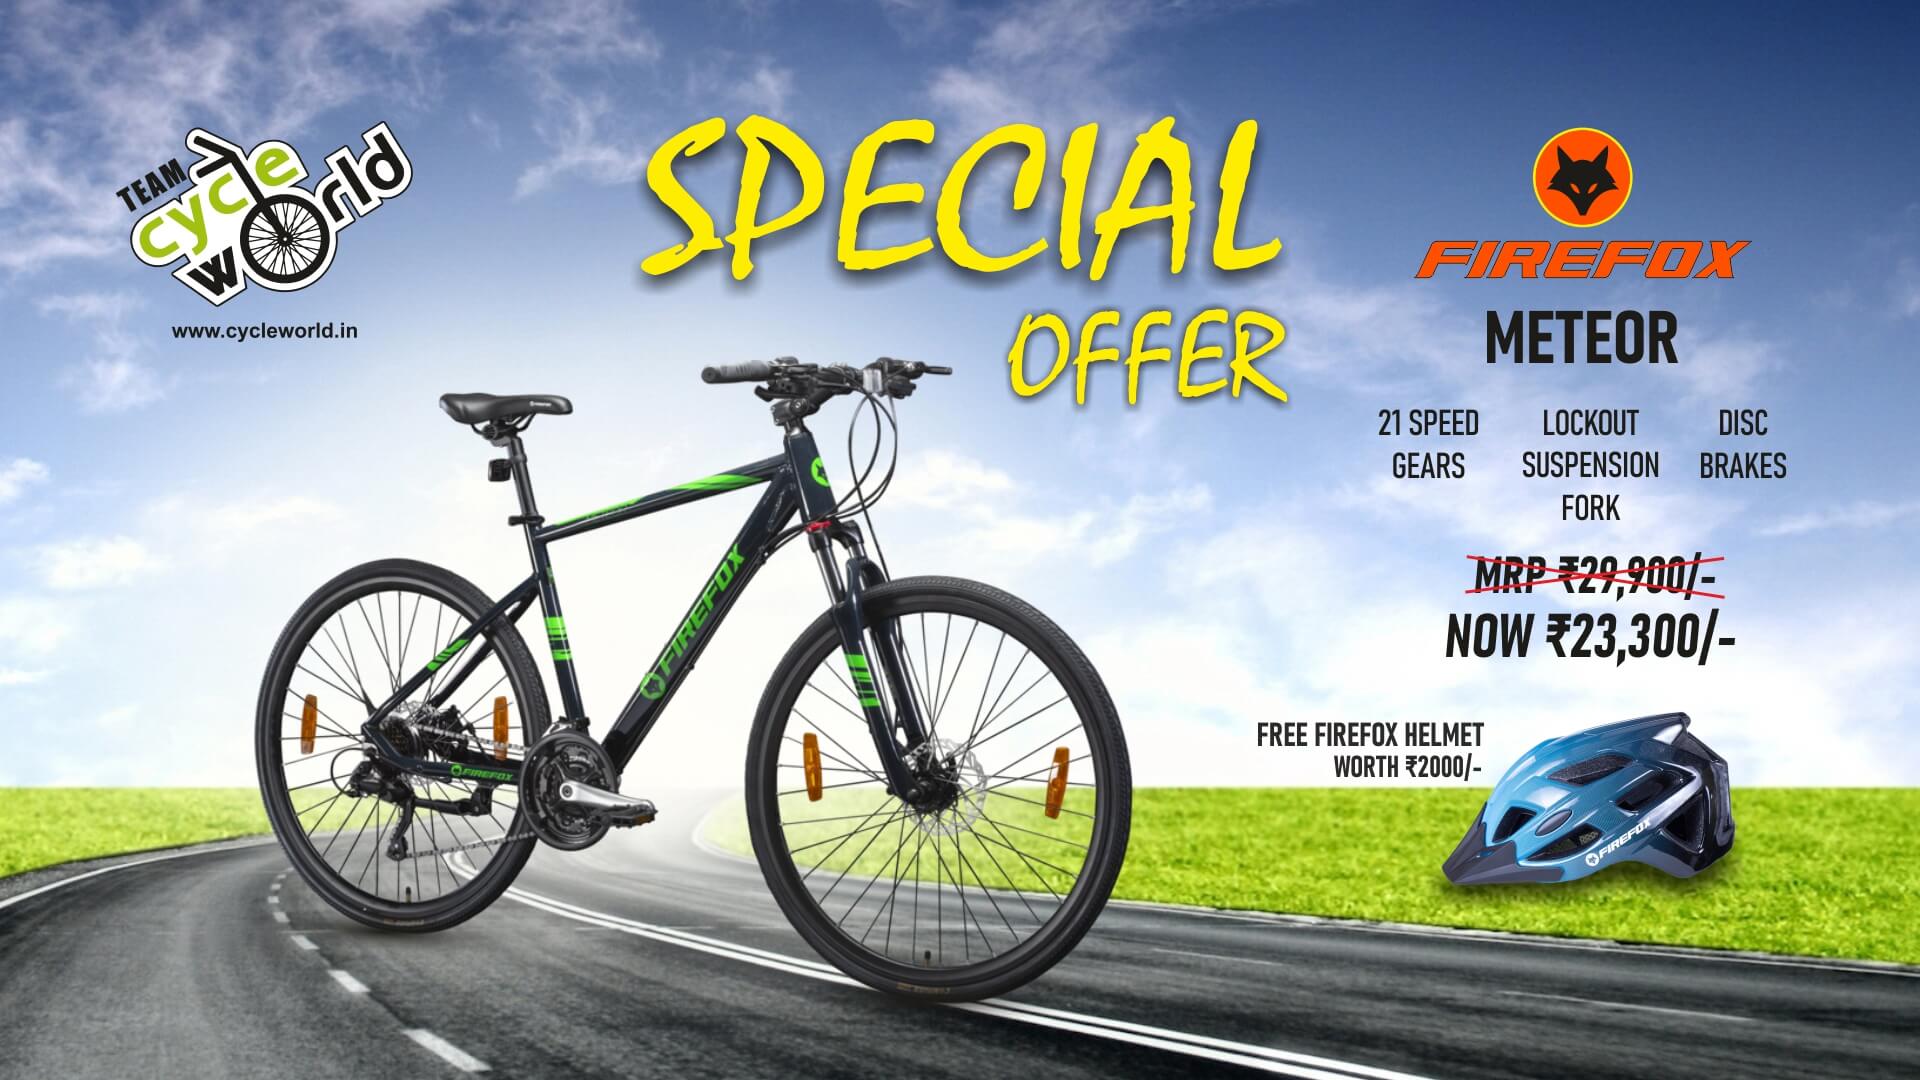 TEAM
cycle
world
www.cycleworld.in
SPECIAL
OFFER
FIREFOX
METEOR
21 SPEED
GEARS
LOCKOUT
SUSPENSION
FORK
DISC
BRAKES
MRP ₹29,900/-
NOW ₹23,300/-
FREE FIREFOX HELMET
WORTH ₹2000/-
FIREFOX
FIREFOX
FIREFOX